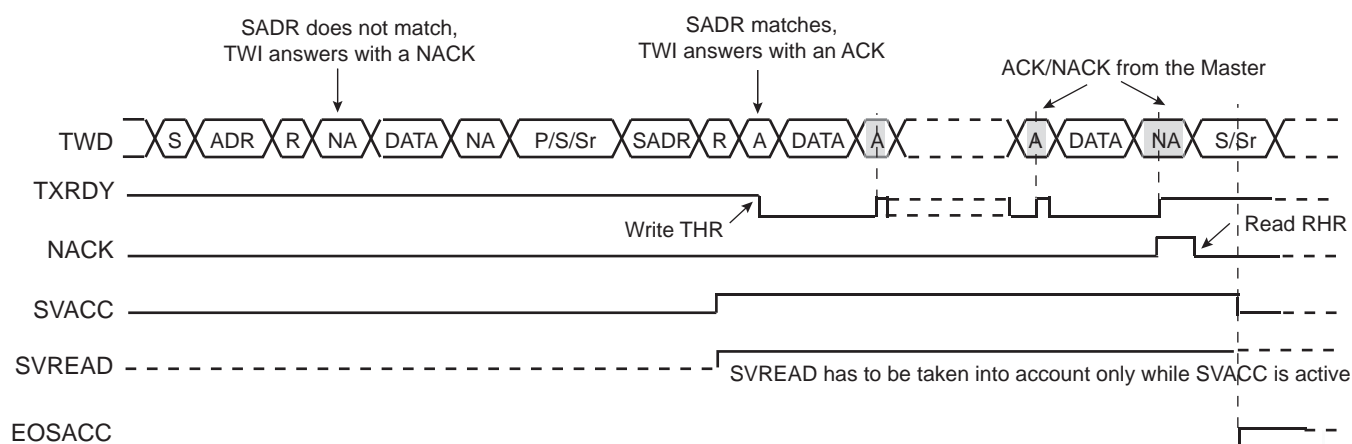 SADR does not match,
TWI answers with a NACK
SADR matches,
TWI answers with an ACK
ACK/NACK from the Master
TWD S ADR R NA DATA NA P/S/Sr SADR R A DATA A A DATA NA S/Sr
TXRDY
Write THR
Read RHR
NACK
SVACC
SVREAD
SVREAD has to be taken into account only while SVACC is active
EOSACC